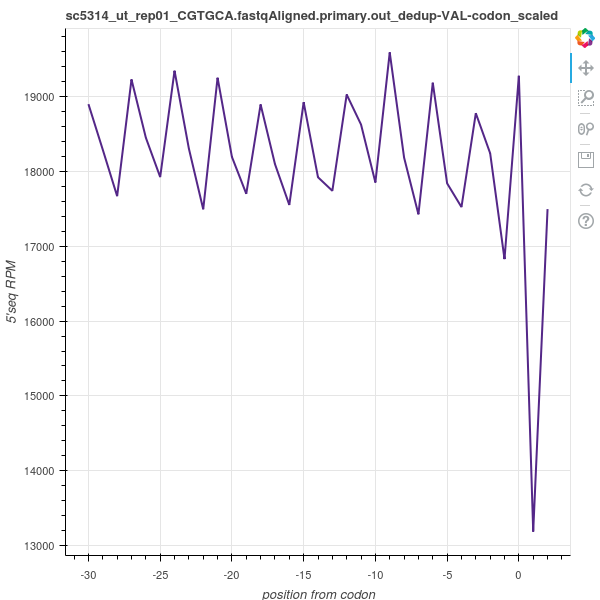 sc5314_ut_rep01_CGTGCA.fastqAligned.primary.out_dedup-VAL-codon_scaled
19000
18000
17000
16000
15000
14000
13000
5'seq RPM
-30 -25 -20 -15 -10 -5 0
position from codon